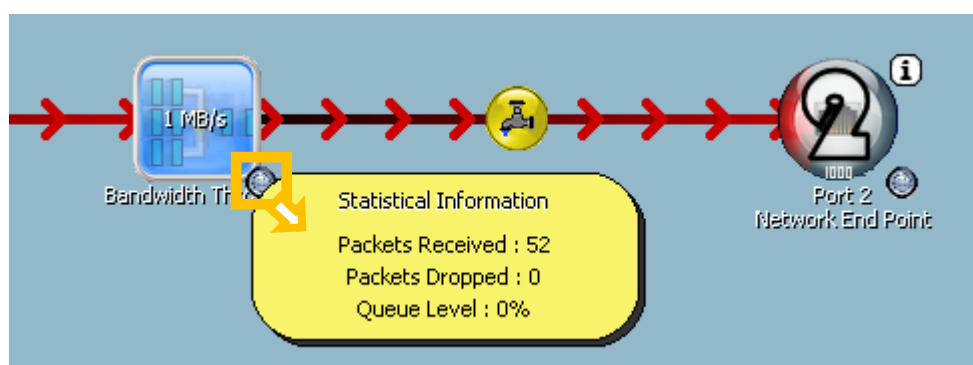 1 MB/s
Bandwidth
Statistical Information
Packets Received : 52
Packets Dropped : 0
Queue Level : 0%
i
2
1000
Port 2
Network End Point